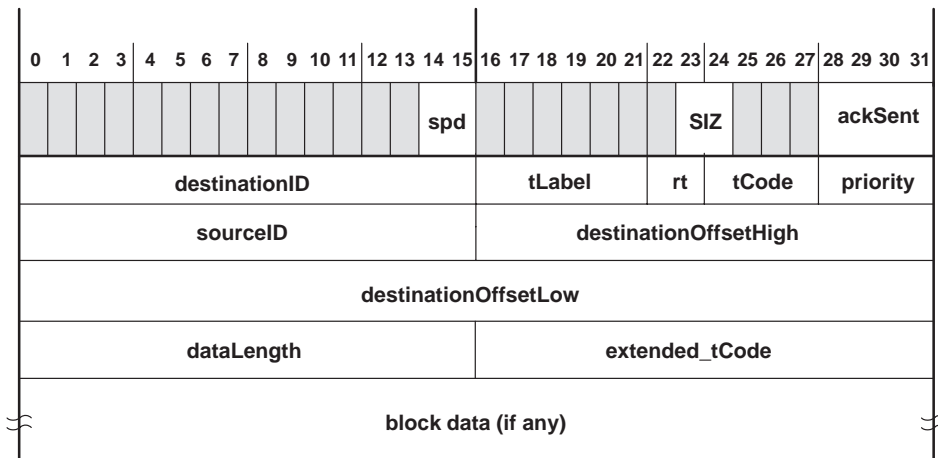 0 1 2 3 4 5 6 7 8 9 10 11 12 13 14 15 16 17 18 19 20 21 22 23 24 25 26 27 28 29 30 31
spd SIZ ackSent
destinationID tLabel rt tCode priority
sourceID destinationOffsetHigh
destinationOffsetLow
dataLength extended_tCode
block data (if any)